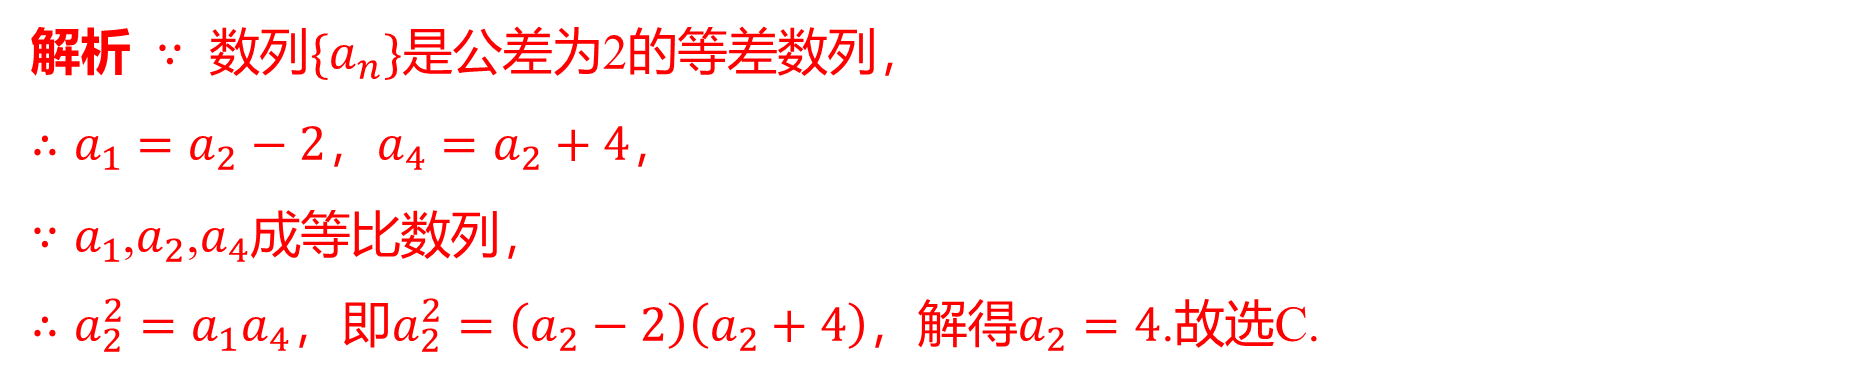 解析 ∵ 数列{aₙ}是公差为2的等差数列，
∴ a₁ = a₂ − 2，a₄ = a₂ + 4，
∵ a₁,a₂,a₄成等比数列，
∴ a₂² = a₁a₄，即a₂² = (a₂ − 2)(a₂ + 4)，解得a₂ = 4.故选C.